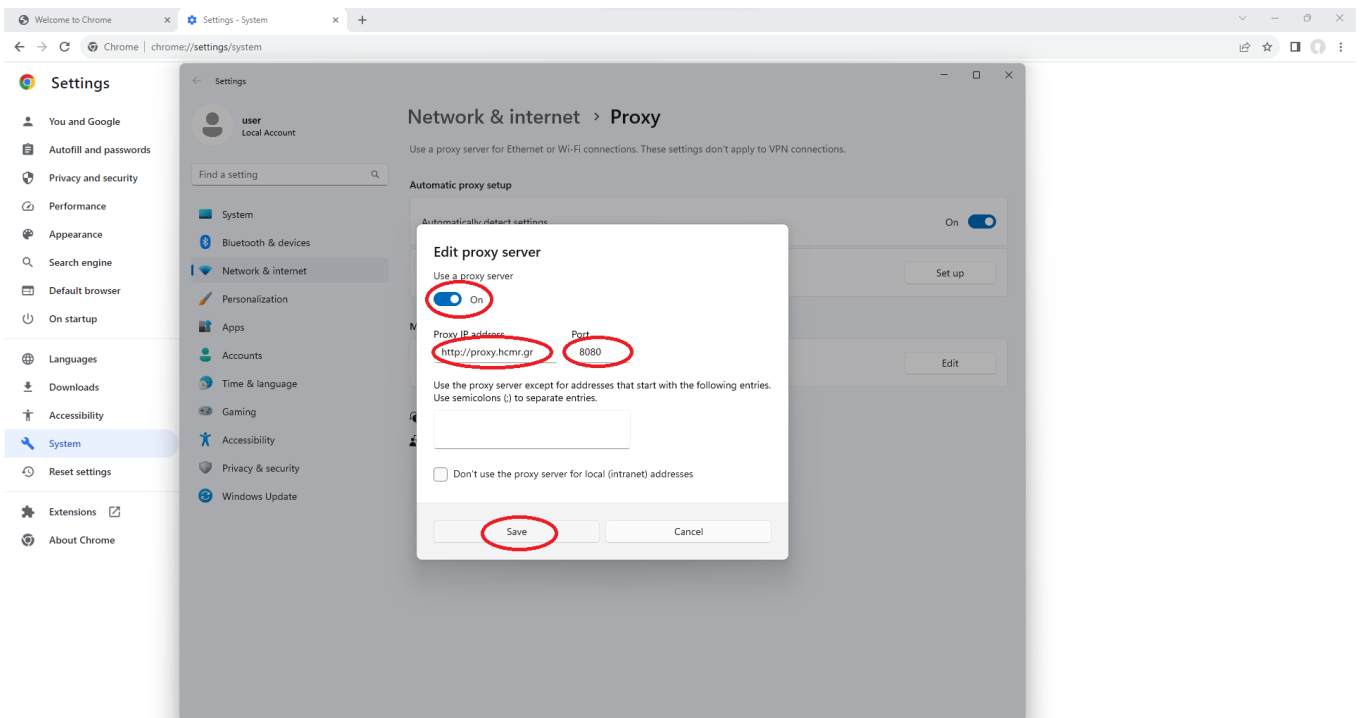 Welcome to Chrome
Settings - System
Chrome
chrome://settings/system
Settings
You and Google
Autofill and passwords
Privacy and security
Performance
Appearance
Search engine
Default browser
On startup
Languages
Downloads
Accessibility
System
Reset settings
Extensions
About Chrome
Settings
user
Local Account
Find a setting
System
Bluetooth & devices
Network & internet
Personalization
Apps
Accounts
Time & language
Gaming
Accessibility
Privacy & security
Windows Update
Network & internet > Proxy
Use a proxy server for Ethernet or Wi-Fi connections. These settings don't apply to VPN connections.
Automatic proxy setup
Automatically detect settings
On
Set up
M
Edit
Edit proxy server
Use a proxy server
On
Proxy IP address
Port
http://proxy.hcmr.gr
8080
Use the proxy server except for addresses that start with the following entries.
Use semicolons (;) to separate entries.
Don't use the proxy server for local (intranet) addresses
Save
Cancel